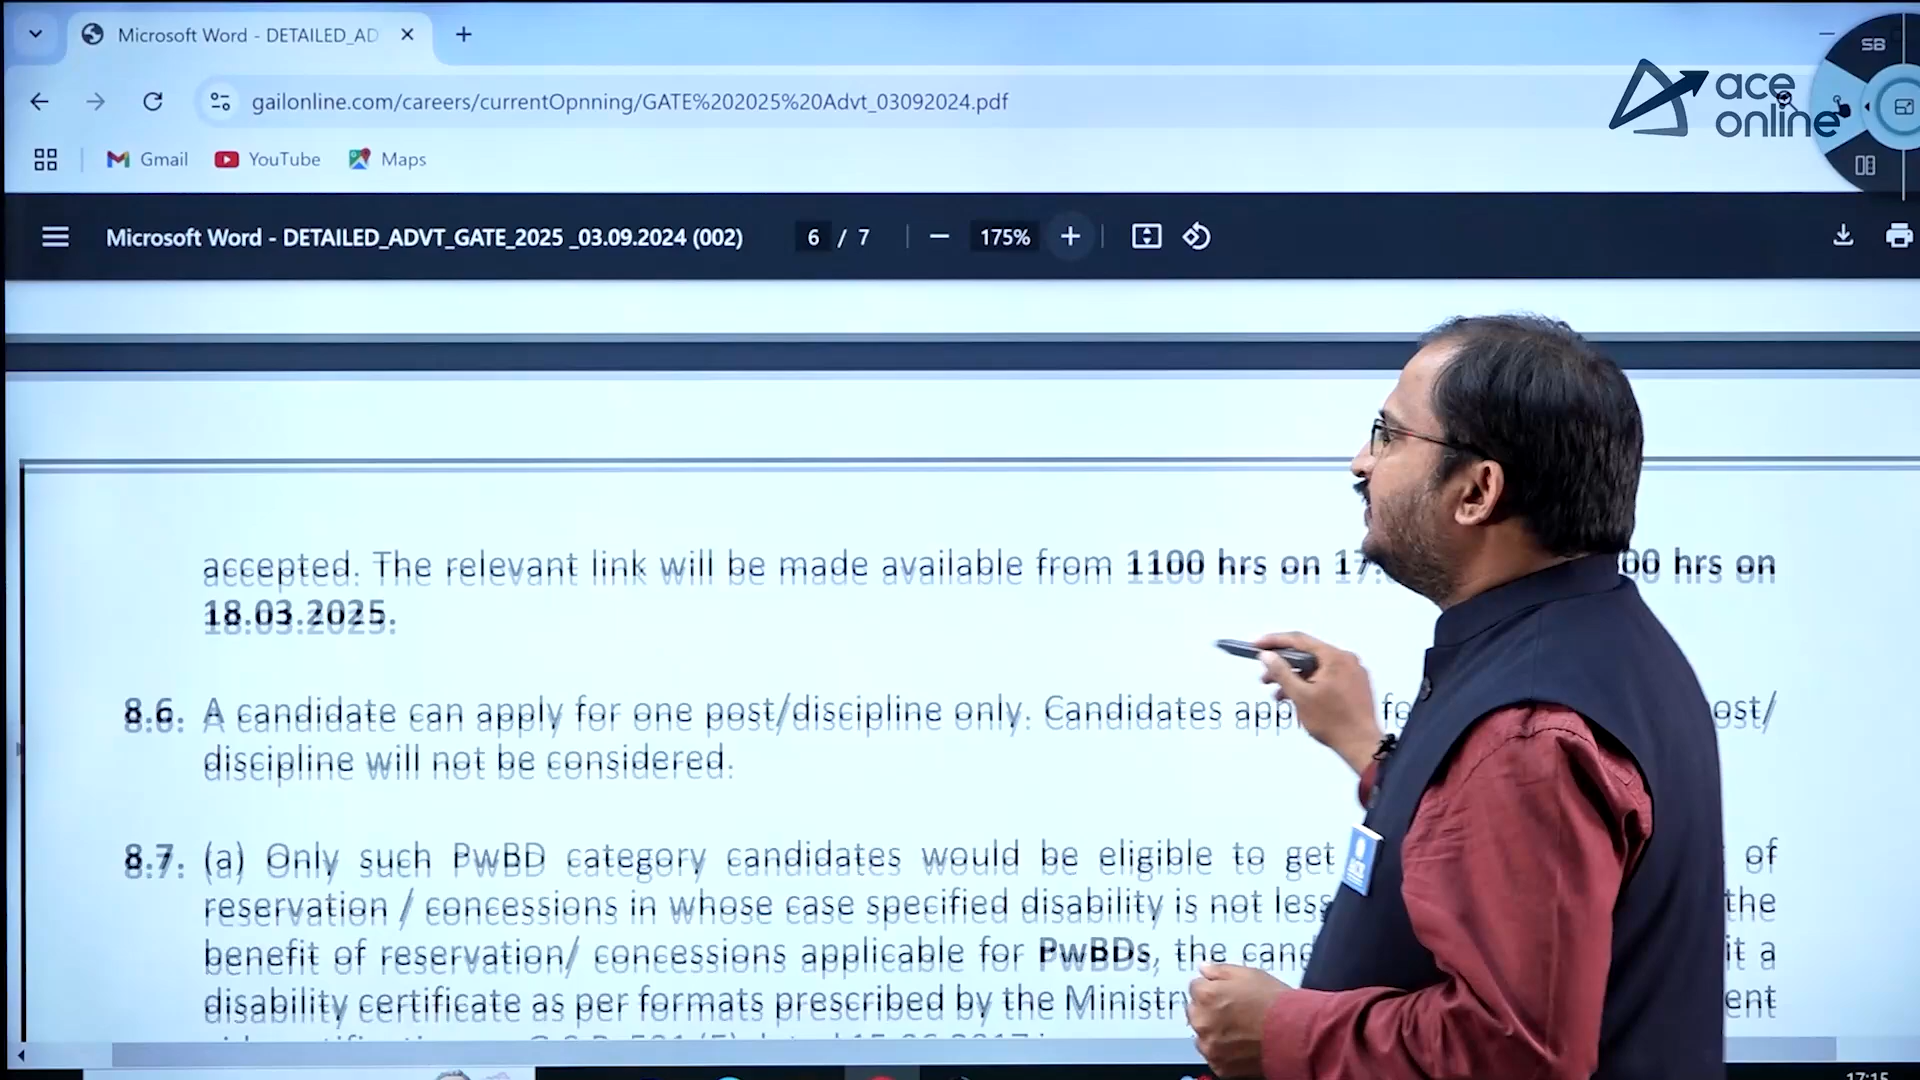 Microsoft Word - DETAILED_AD
SB
gailonline.com/careers/currentOpnning/GATE%202025%20Advt_03092024.pdf
ace
online
Gmail
YouTube
Maps
Microsoft Word - DETAILED_ADVT_GATE_2025 _03.09.2024 (002)
6 / 7
175%
accepted. The relevant link will be made available from 1100 hrs on 17. 00 hrs on
18.03.2025.
8.6. A candidate can apply for one post/discipline only. Candidates app fo ost/
discipline will not be considered.
8.7. (a) Only such PwBD category candidates would be eligible to get of
reservation / concessions in whose case specified disability is not less the
benefit of reservation/ concessions applicable for PwBDs, the cand it a
disability certificate as per formats prescribed by the Ministry ent
17:15